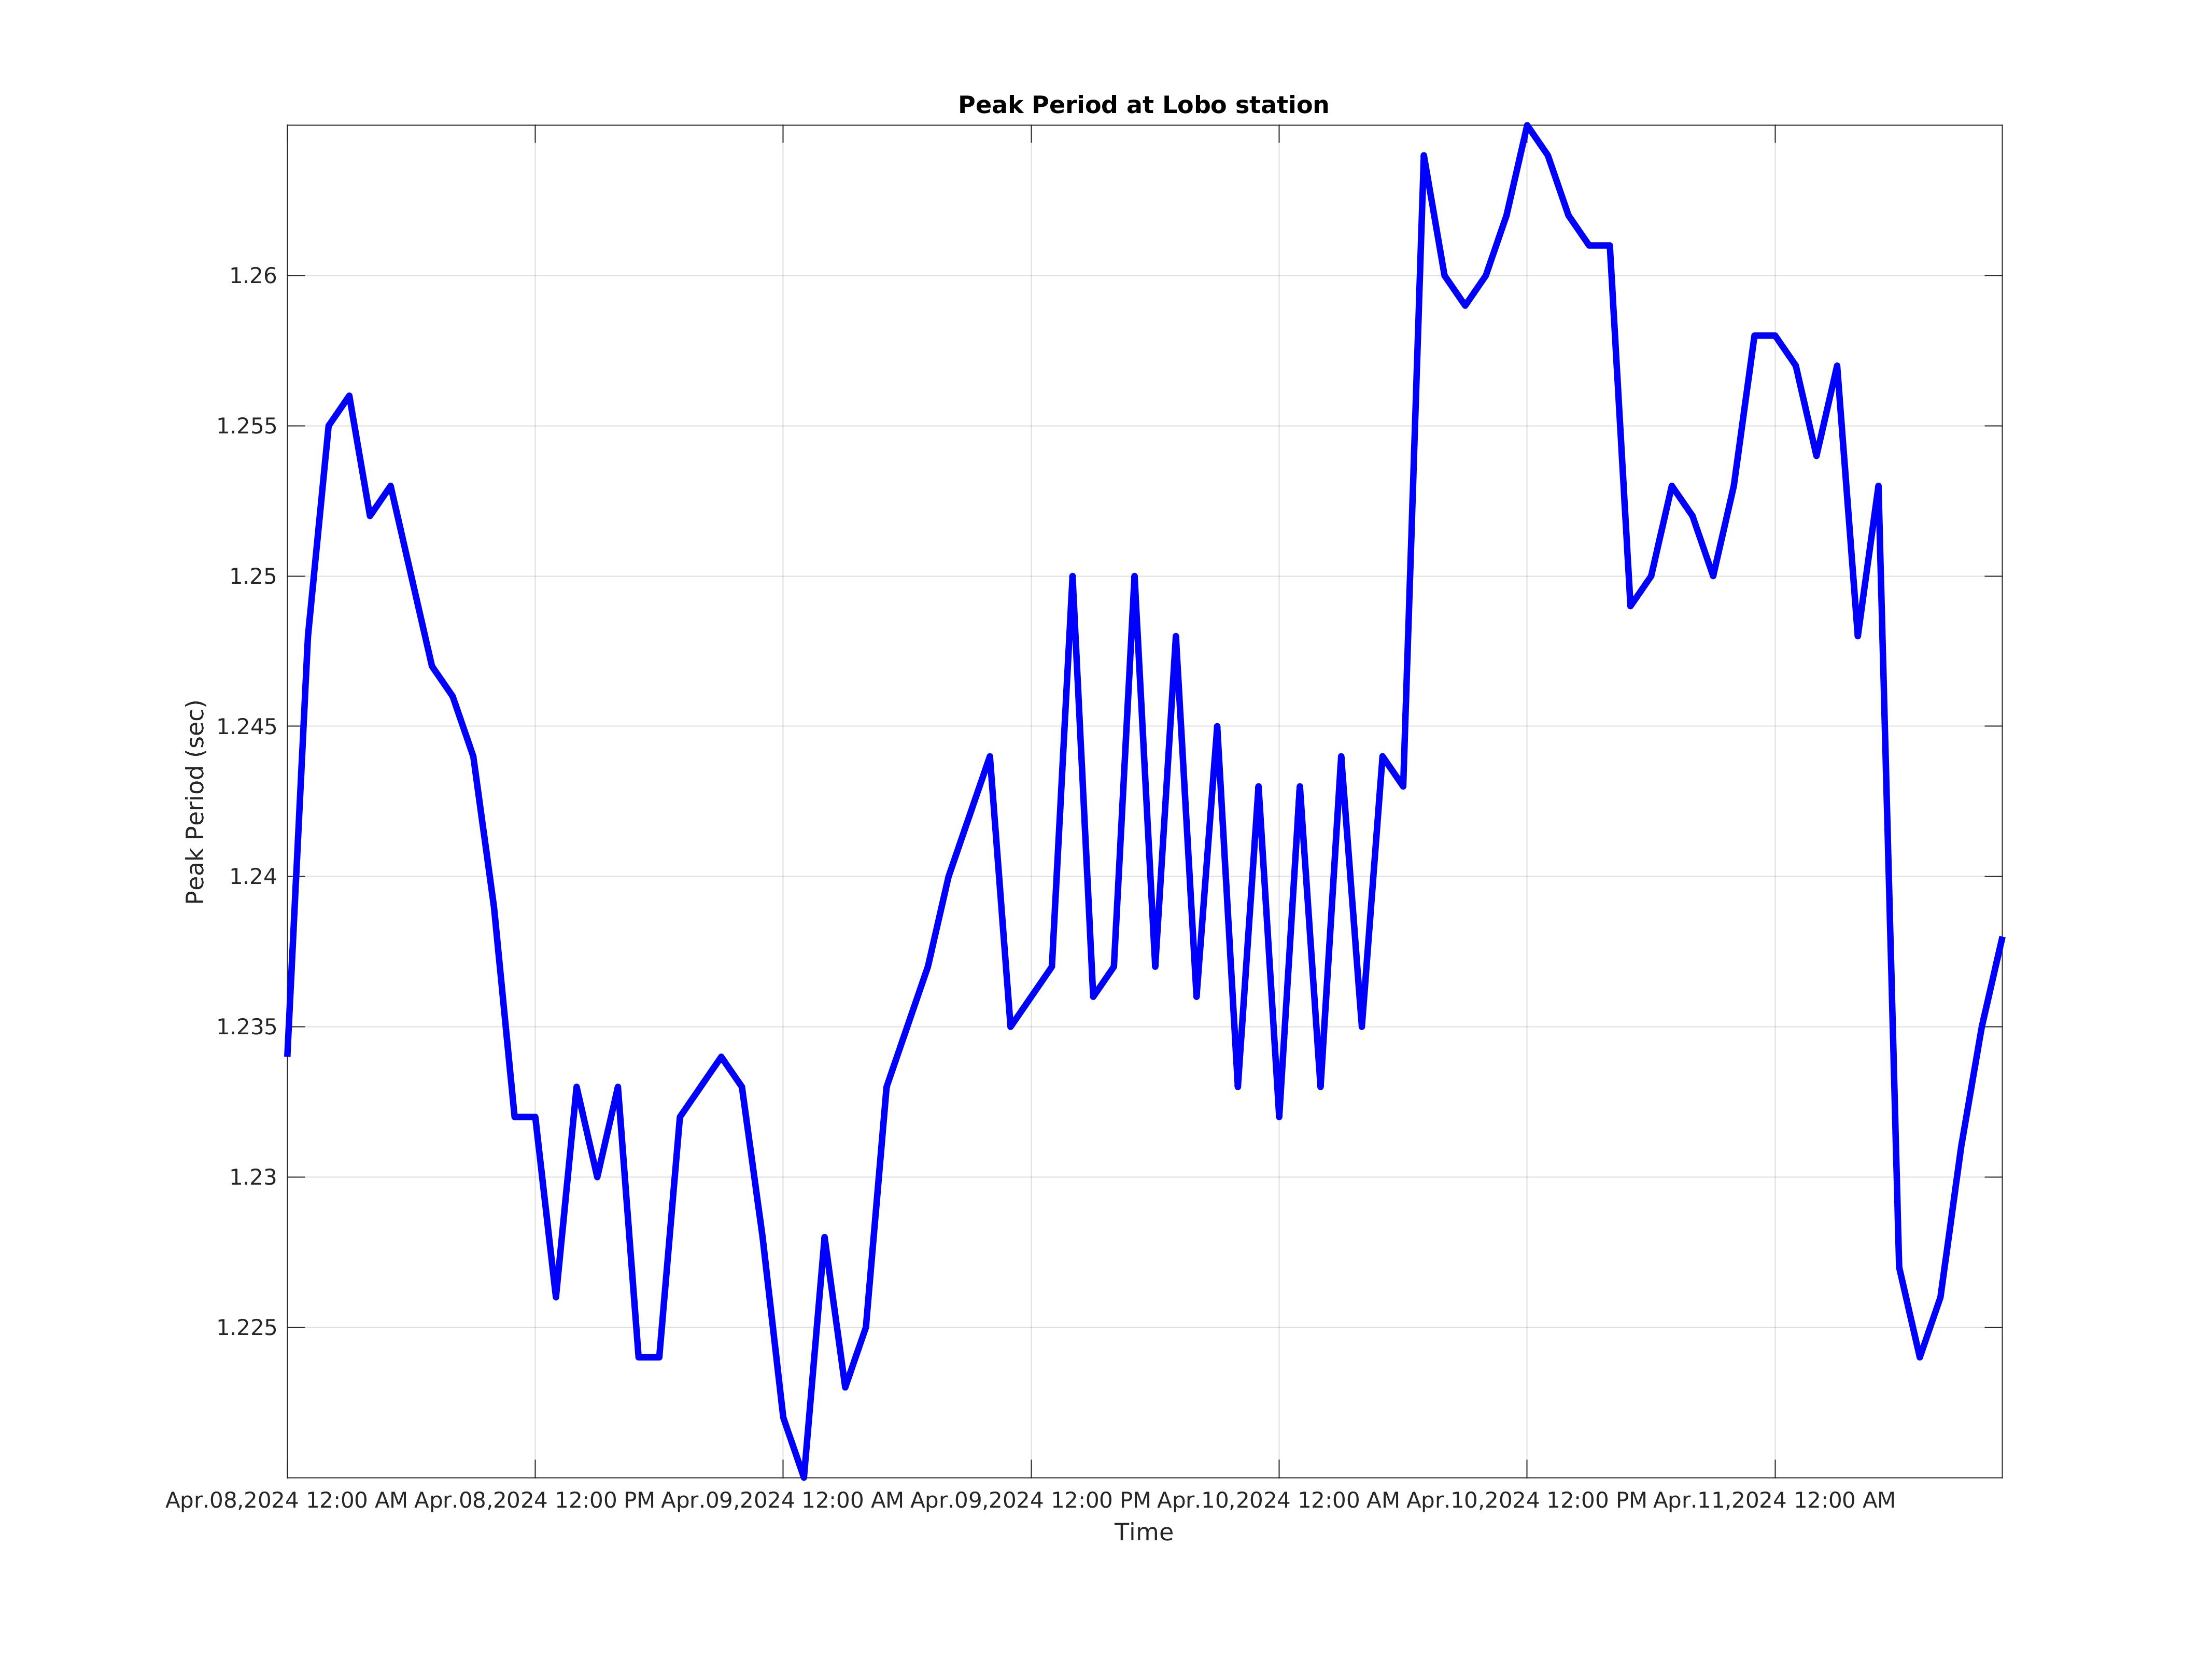 Peak Period at Lobo station
1.26
1.255
1.25
1.245
1.24
1.235
1.23
1.225
Peak Period (sec)
Apr.08,2024 12:00 AM Apr.08,2024 12:00 PM Apr.09,2024 12:00 AM Apr.09,2024 12:00 PM Apr.10,2024 12:00 AM Apr.10,2024 12:00 PM Apr.11,2024 12:00 AM
Time